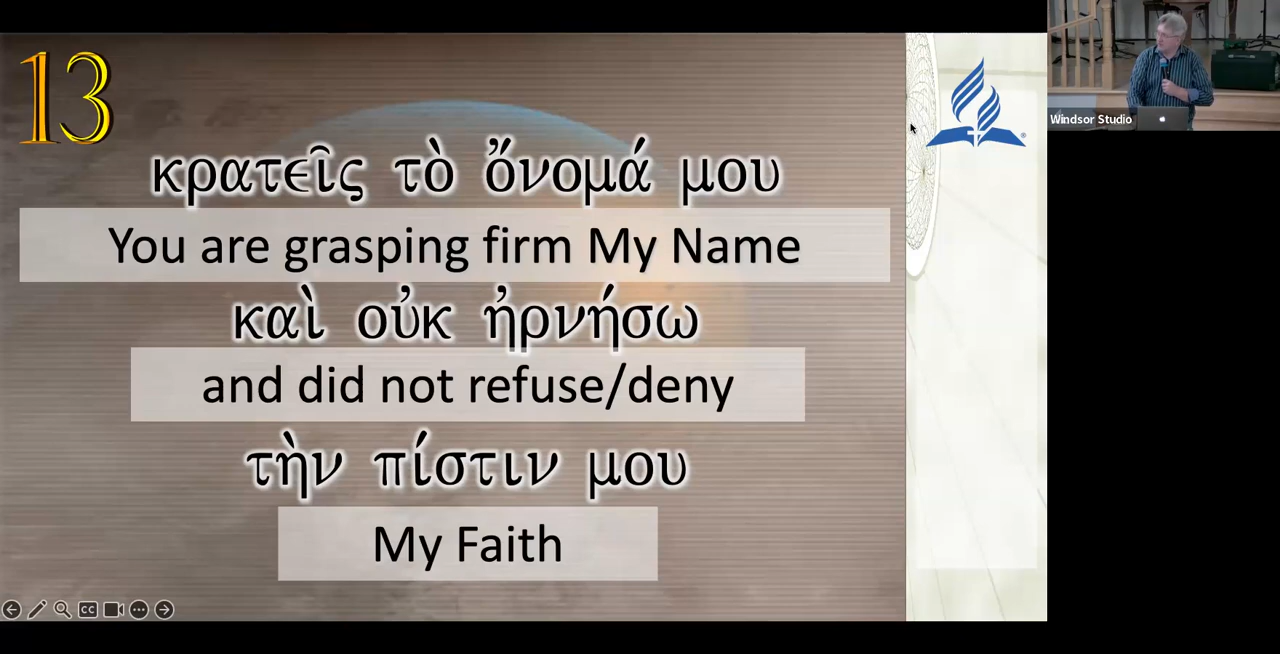 13
κρατεῖς τὸ ὄνομά μου
You are grasping firm My Name
καὶ οὐκ ἠρνήσω
and did not refuse/deny
τὴν πίστιν μου
My Faith
Windsor Studio
CC
®